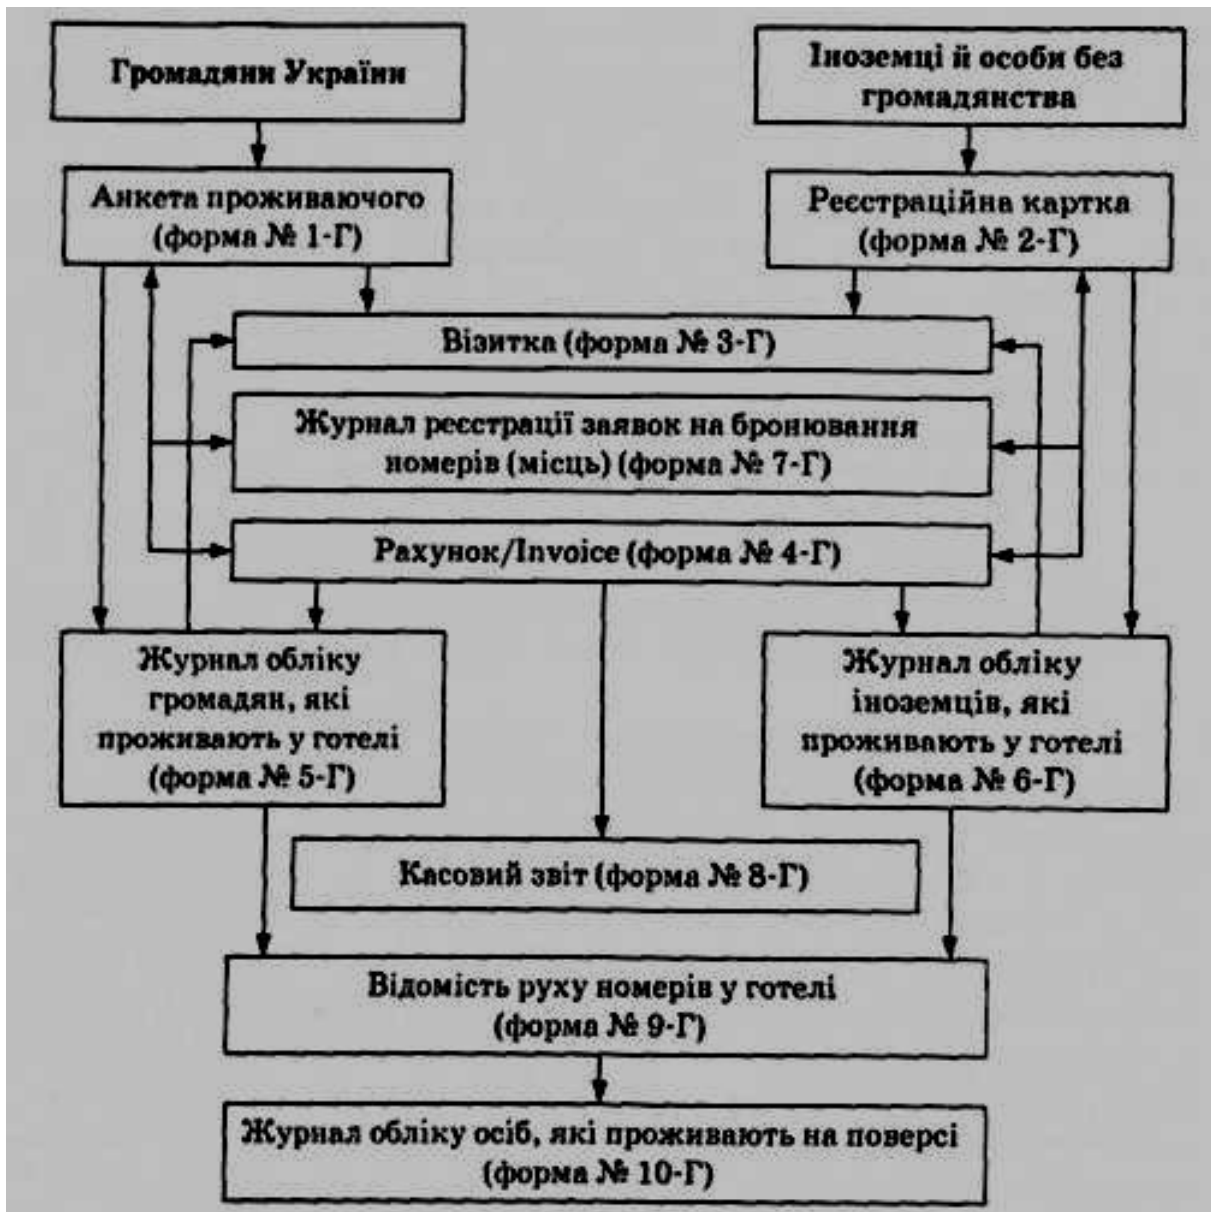 Громадяни України
Іноземці й особи без
громадянства
Анкета проживаючого
(форма № 1-Г)
Реєстраційна картка
(форма № 2-Г)
Візитка (форма № 3-Г)
Журнал реєстрації заявок на бронювання
номерів (місць) (форма № 7-Г)
Рахунок/Invoice (форма № 4-Г)
Журнал обліку
громадян, які
проживають у готелі
(форма № 5-Г)
Журнал обліку
іноземців, які
проживають у готелі
(форма № 6-Г)
Касовий звіт (форма № 8-Г)
Відомість руху номерів у готелі
(форма № 9-Г)
Журнал обліку осіб, які проживають на поверсі
(форма № 10-Г)